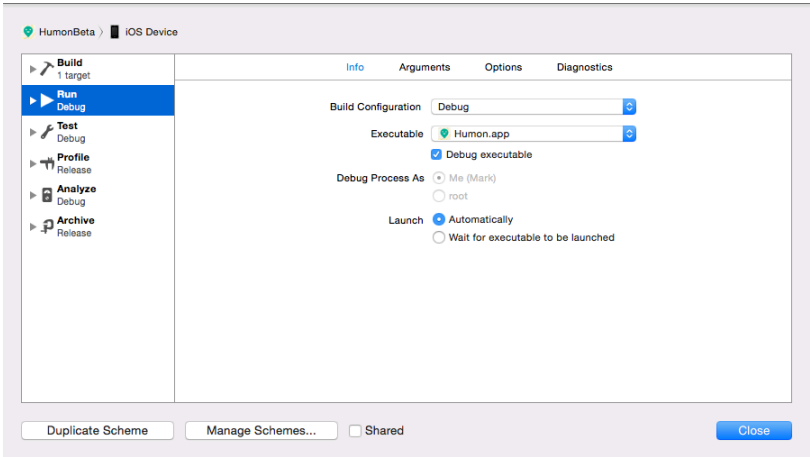 HumonBeta 〉 iOS Device
Build
1 target
Run
Debug
Test
Debug
Profile
Release
Analyze
Debug
Archive
Release
Info Arguments Options Diagnostics
Build Configuration Debug
Executable Humon.app
Debug executable
Debug Process As Me (Mark)
root
Launch Automatically
Wait for executable to be launched
Duplicate Scheme Manage Schemes... Shared Close